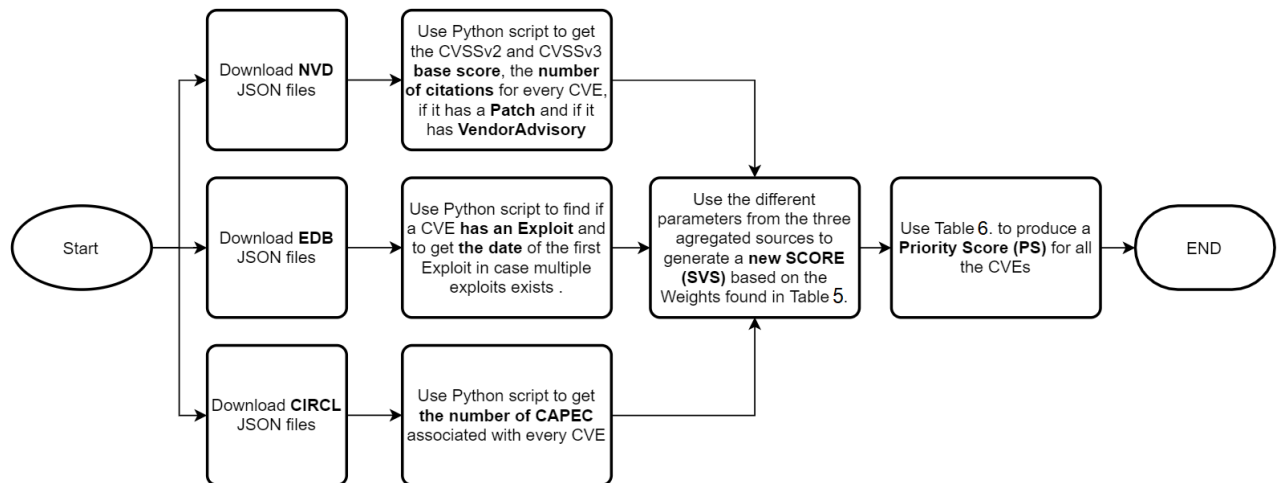 Start
Download NVD
JSON files
Use Python script to get
the CVSSv2 and CVSSv3
base score, the number
of citations for every CVE,
if it has a Patch and if it
has VendorAdvisory
Download EDB
JSON files
Use Python script to find if
a CVE has an Exploit and
to get the date of the first
Exploit in case multiple
exploits exists .
Download CIRCL
JSON files
Use Python script to get
the number of CAPEC
associated with every CVE
Use the different
parameters from the three
agregated sources to
generate a new SCORE
(SVS) based on the
Weights found in Table 5.
Use Table 6. to produce a
Priority Score (PS) for all
the CVEs
END